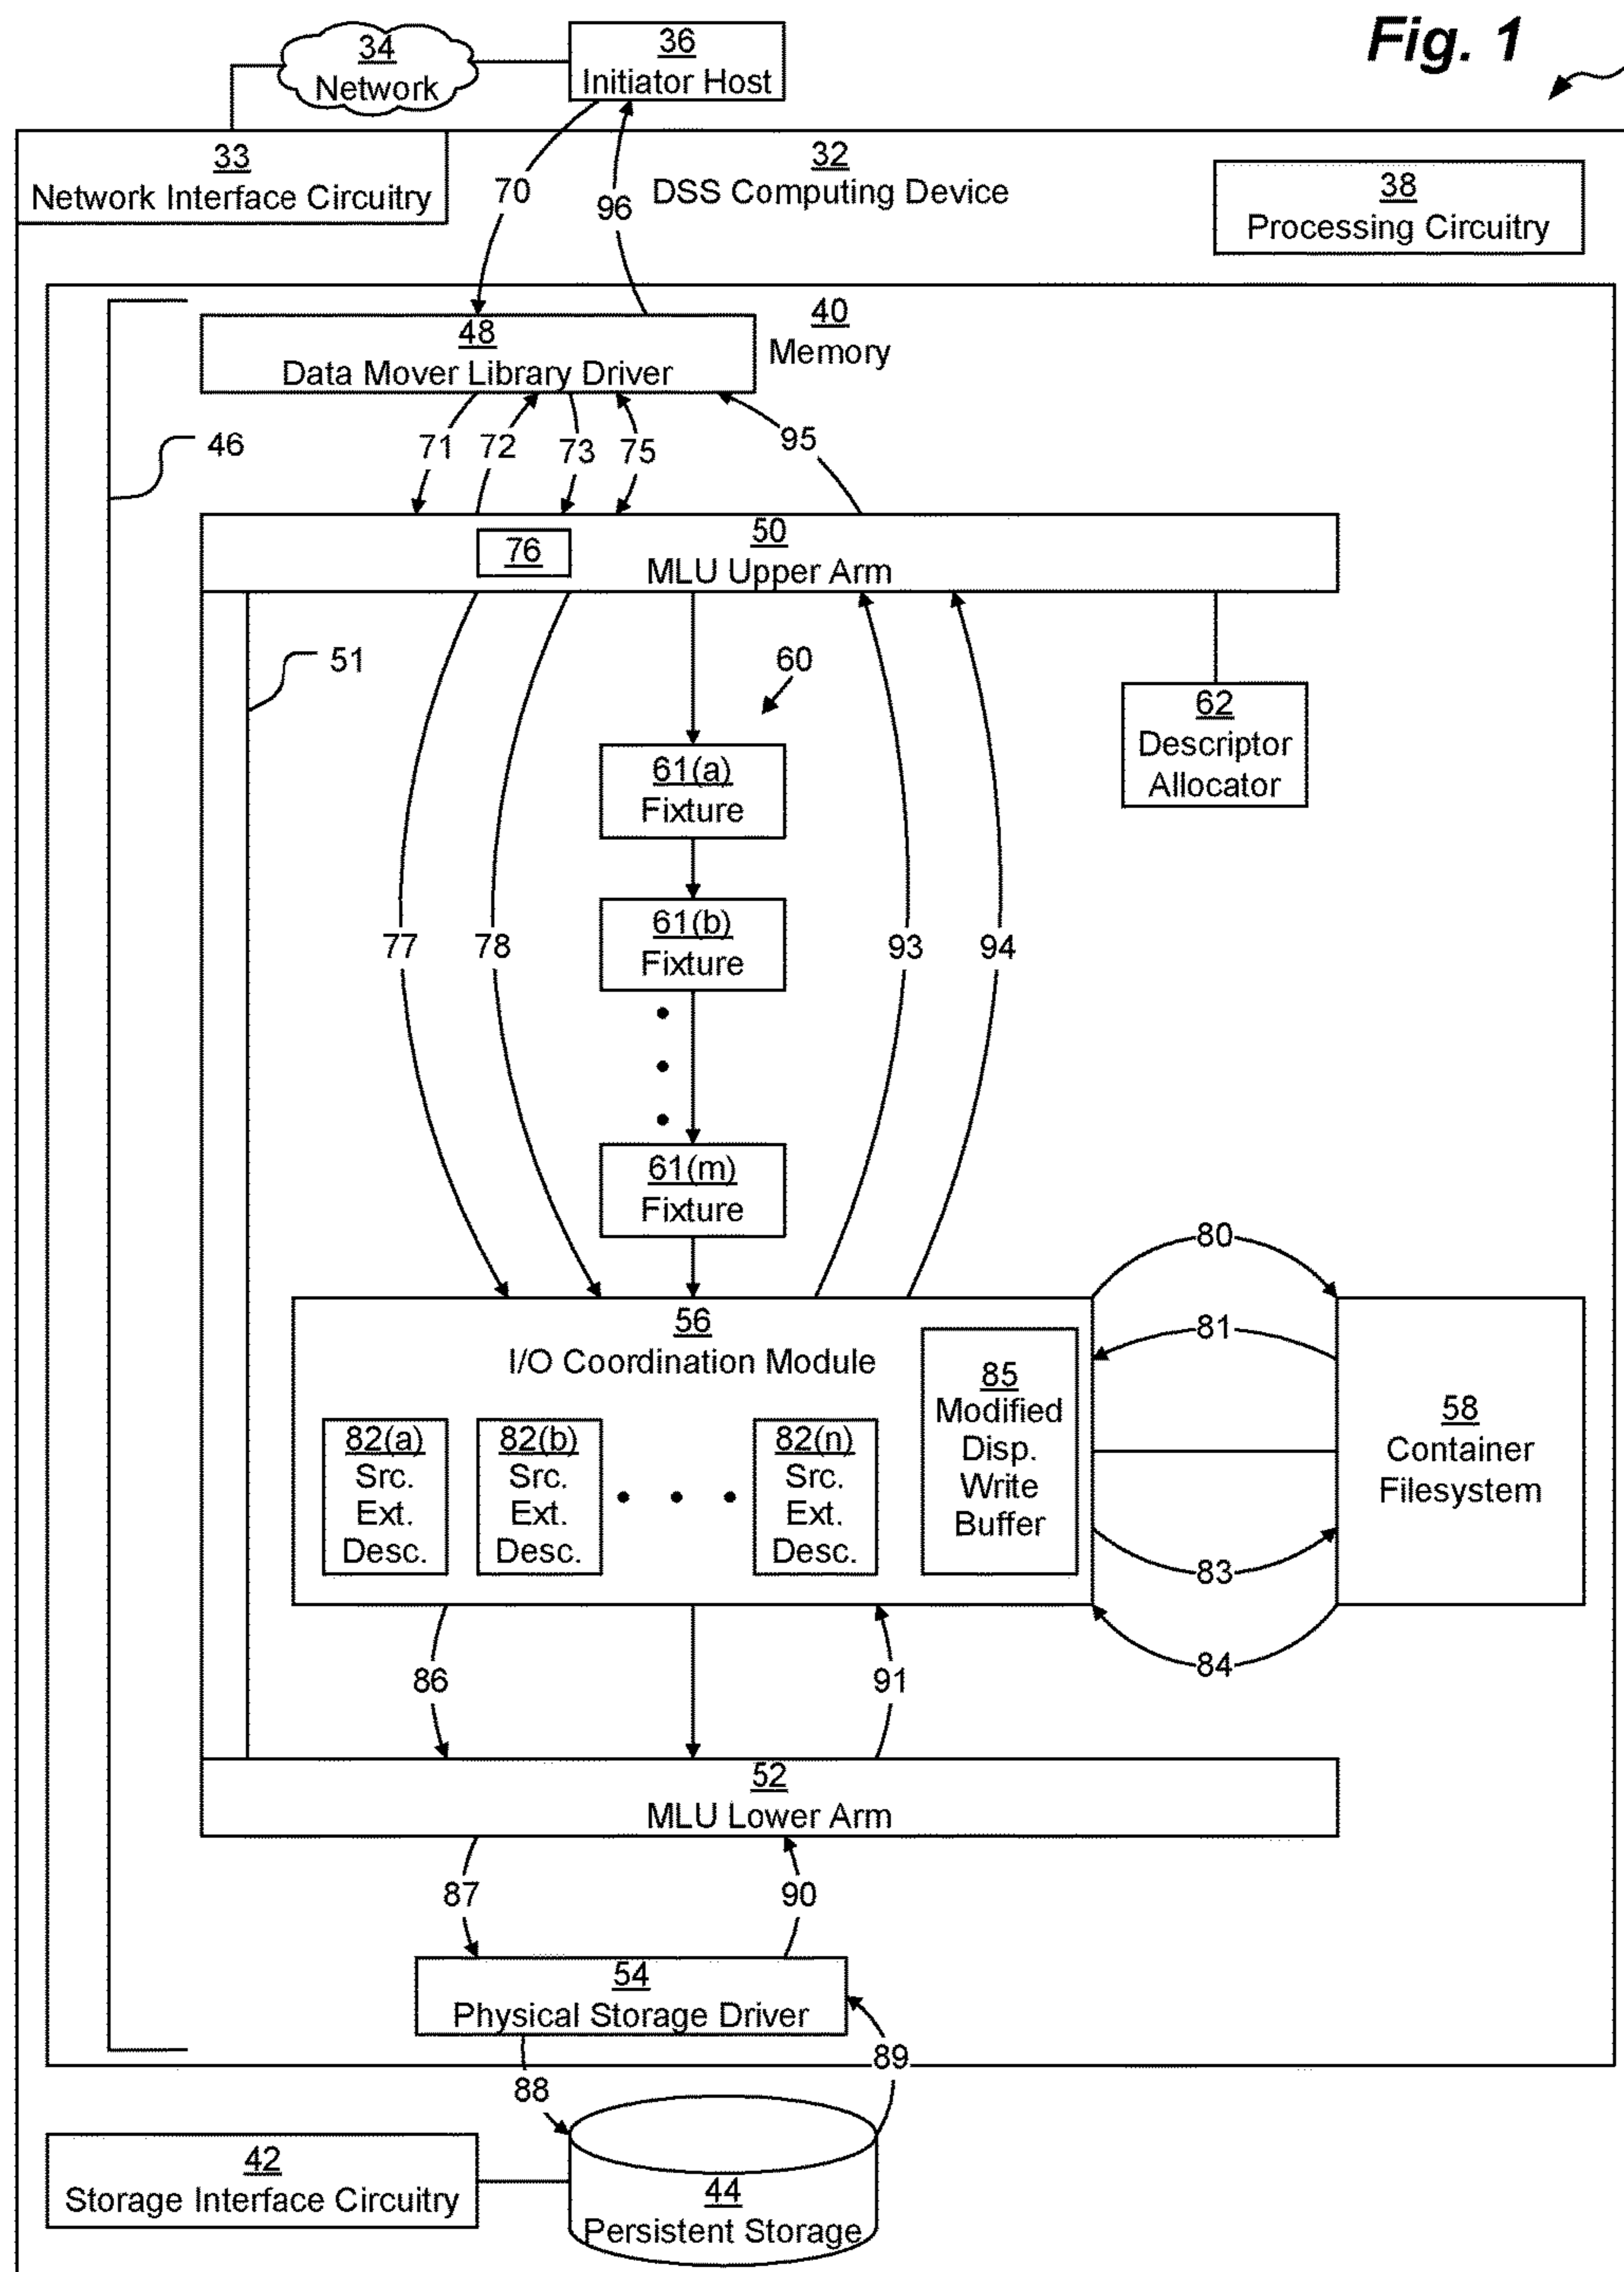 Fig. 1
34
Network
36
Initiator Host
33
Network Interface Circuitry
32
DSS Computing Device
38
Processing Circuitry
70
96
48
Data Mover Library Driver
40
Memory
46
71
72
73
75
95
76
50
MLU Upper Arm
51
60
62
Descriptor
Allocator
61(a)
Fixture
61(b)
Fixture
77
78
93
94
61(m)
Fixture
80
56
I/O Coordination Module
81
82(a)
Src.
Ext.
Desc.
82(b)
Src.
Ext.
Desc.
82(n)
Src.
Ext.
Desc.
85
Modified
Disp.
Write
Buffer
58
Container
Filesystem
83
84
86
91
52
MLU Lower Arm
87
90
54
Physical Storage Driver
88
89
42
Storage Interface Circuitry
44
Persistent Storage